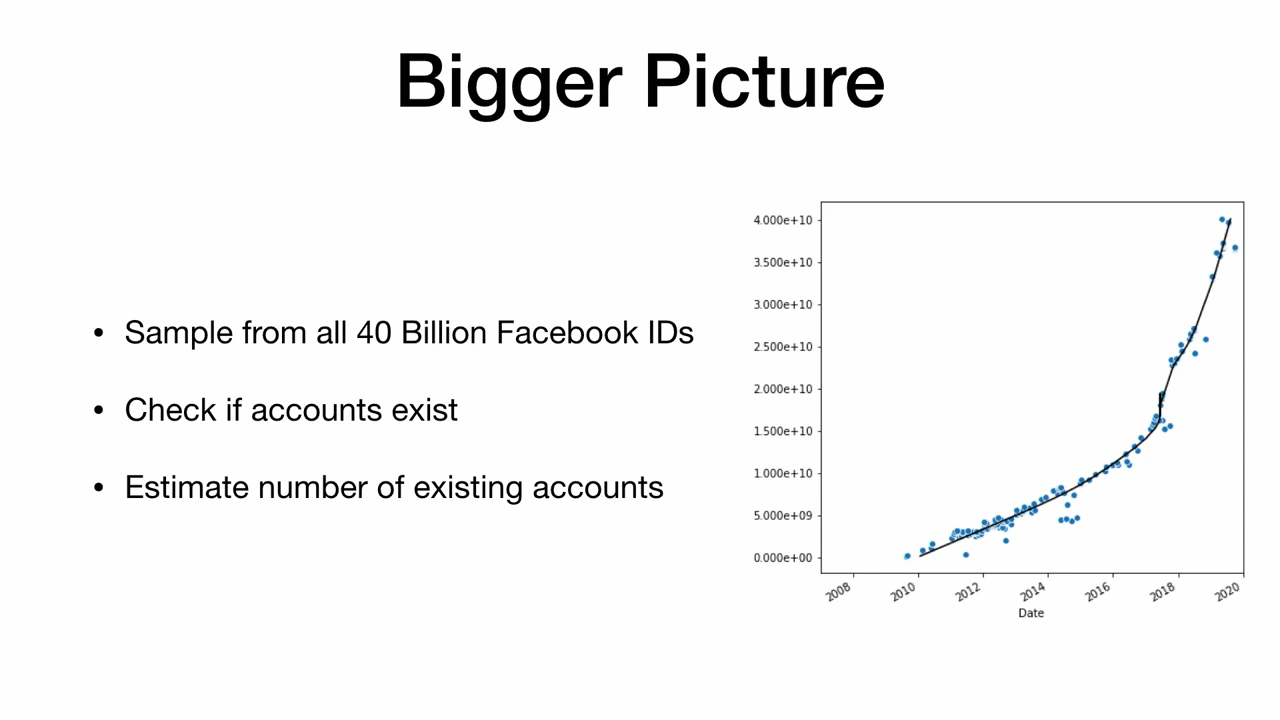 Bigger Picture
• Sample from all 40 Billion Facebook IDs
• Check if accounts exist
• Estimate number of existing accounts
4.000e+10
3.500e+10
3.000e+10
2.500e+10
2.000e+10
1.500e+10
1.000e+10
5.000e+09
0.000e+00
2008 2010 2012 2014 2016 2018 2020
Date